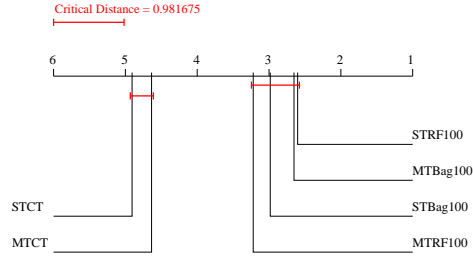 Critical Distance = 0.981675
6 5 4 3 2 1
STRF100
MTBag100
STCT STBag100
MTCT MTRF100